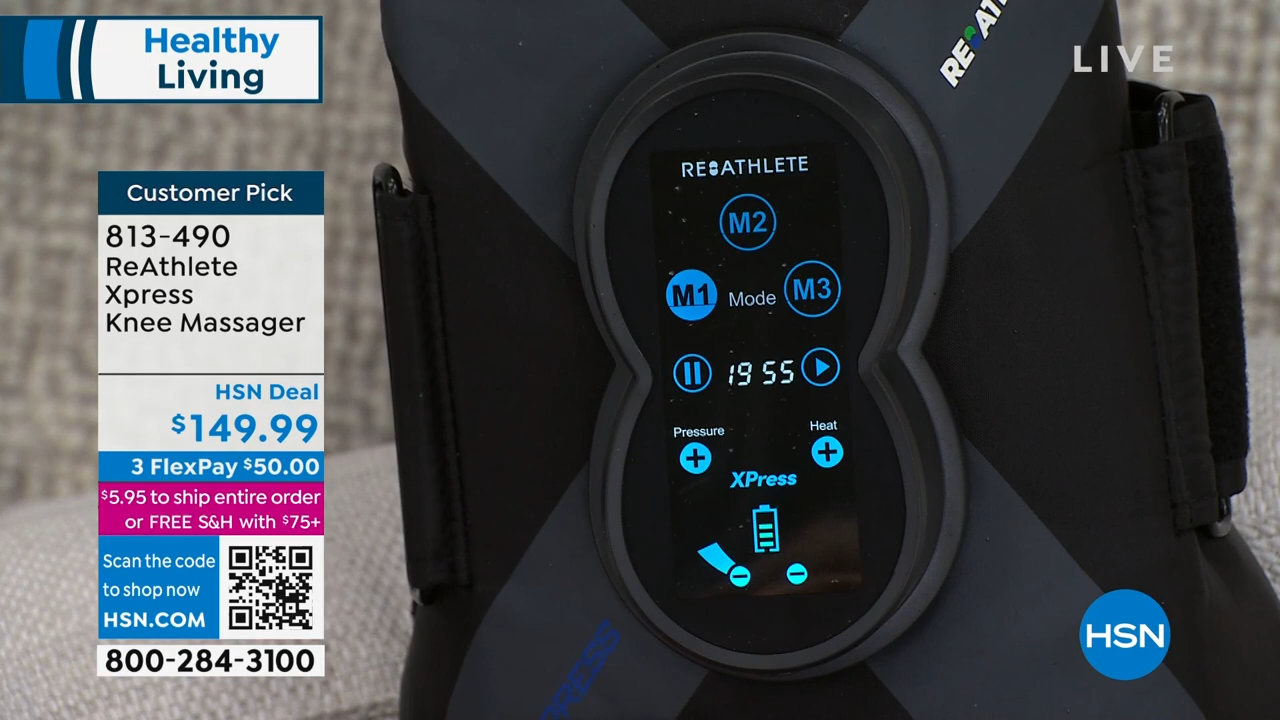 Healthy
Living
LIVE
Customer Pick
813-490
ReAthlete
Xpress
Knee Massager
HSN Deal
$149.99
3 FlexPay $50.00
$5.95 to ship entire order
or FREE S&H with $75+
Scan the code
to shop now
HSN.COM
800-284-3100
REATHLETE
M2
M1 Mode M3
19 55
Pressure Heat
XPress
HSN